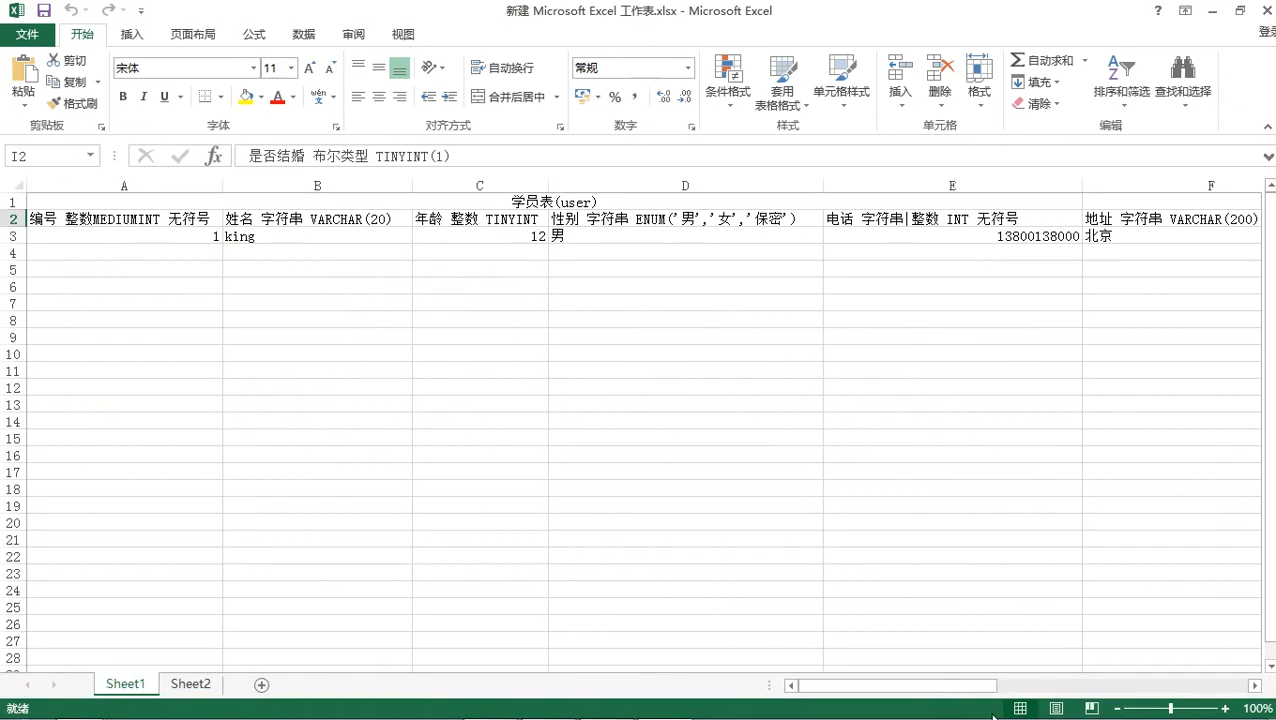 新建 Microsoft Excel 工作表.xlsx - Microsoft Excel
文件 开始 插入 页面布局 公式 数据 审阅 视图
粘贴 剪切 复制 格式刷 剪贴板
宋体 11 B I U 字体
自动换行 合并后居中 对齐方式
常规 % , 数字
条件格式 套用 表格格式 单元格样式 样式
插入 删除 格式 单元格
自动求和 填充 清除 排序和筛选 查找和选择 编辑
I2 fx 是否结婚 布尔类型 TINYINT(1)
A B C D E F
1 学员表(user)
2 编号 整数MEDIUMINT 无符号 姓名 字符串 VARCHAR(20) 年龄 整数 TINYINT 性别 字符串 ENUM('男','女','保密') 电话 字符串|整数 INT 无符号 地址 字符串 VARCHAR(200)
3 1 king 12 男 13800138000 北京
4
5
6
7
8
9
10
11
12
13
14
15
16
17
18
19
20
21
22
23
24
25
26
27
28
Sheet1 Sheet2
就绪 100%